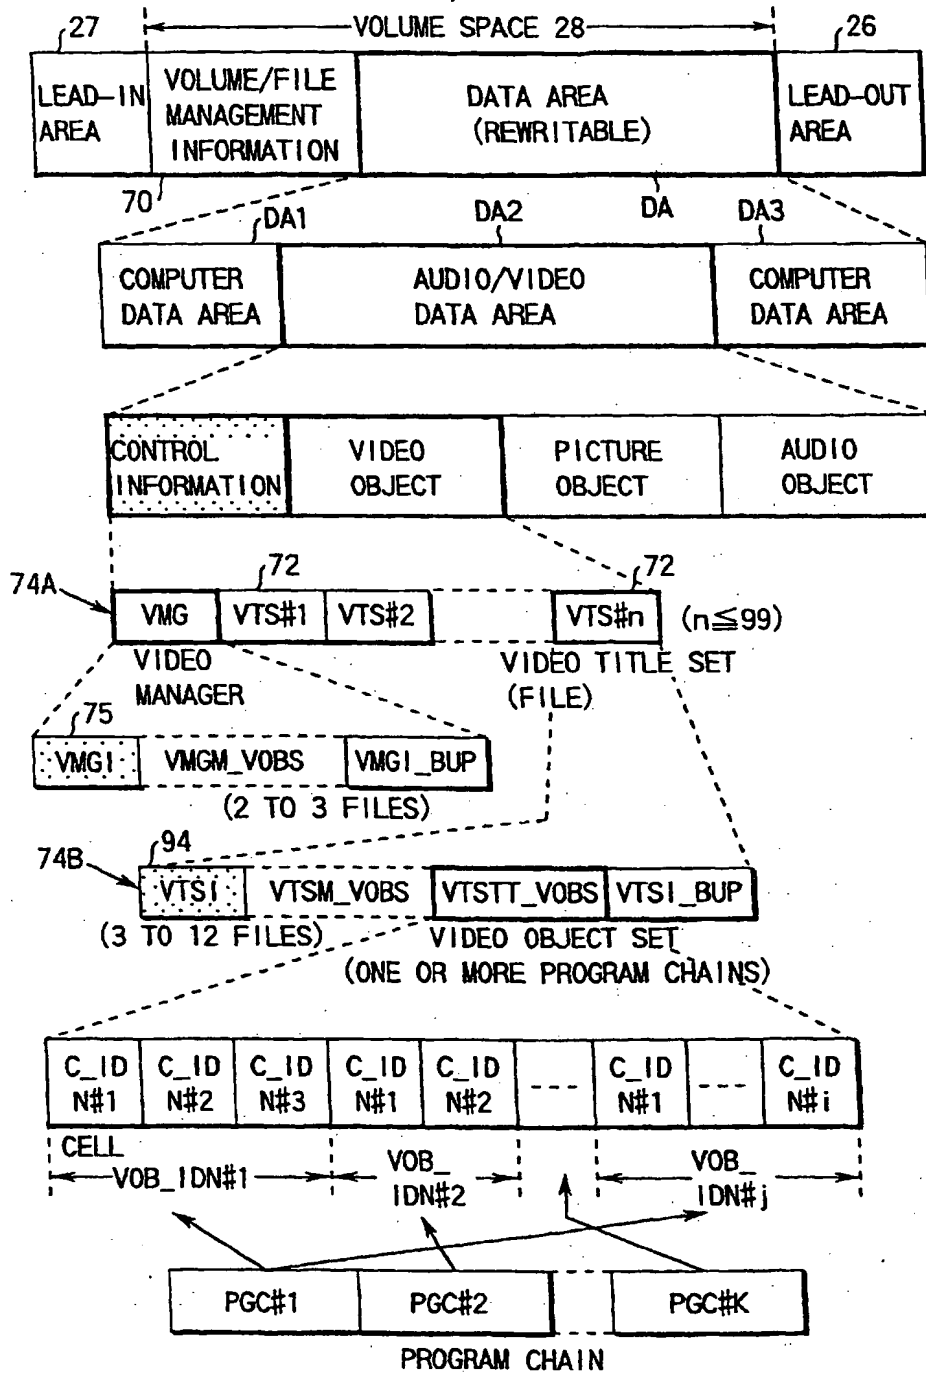 27
VOLUME SPACE 28
26
LEAD-IN AREA
VOLUME/FILE MANAGEMENT INFORMATION
DATA AREA (REWRITABLE)
LEAD-OUT AREA
70
DA1
DA2
DA
DA3
COMPUTER DATA AREA
AUDIO/VIDEO DATA AREA
COMPUTER DATA AREA
CONTROL INFORMATION
VIDEO OBJECT
PICTURE OBJECT
AUDIO OBJECT
74A
72
72
VMG
VTS#1
VTS#2
VTS#n
(n≦99)
VIDEO MANAGER
VIDEO TITLE SET (FILE)
75
VMGI
VMGM_VOBS
VMGI_BUP
(2 TO 3 FILES)
74B
94
VTSI
VTSM_VOBS
VTSTT_VOBS
VTSI_BUP
(3 TO 12 FILES)
VIDEO OBJECT SET
(ONE OR MORE PROGRAM CHAINS)
C_ID N#1
C_ID N#2
C_ID N#3
C_ID N#1
C_ID N#2
C_ID N#1
C_ID N#i
CELL
VOB_IDN#1
VOB_ IDN#2
VOB_ IDN#j
PGC#1
PGC#2
PGC#K
PROGRAM CHAIN